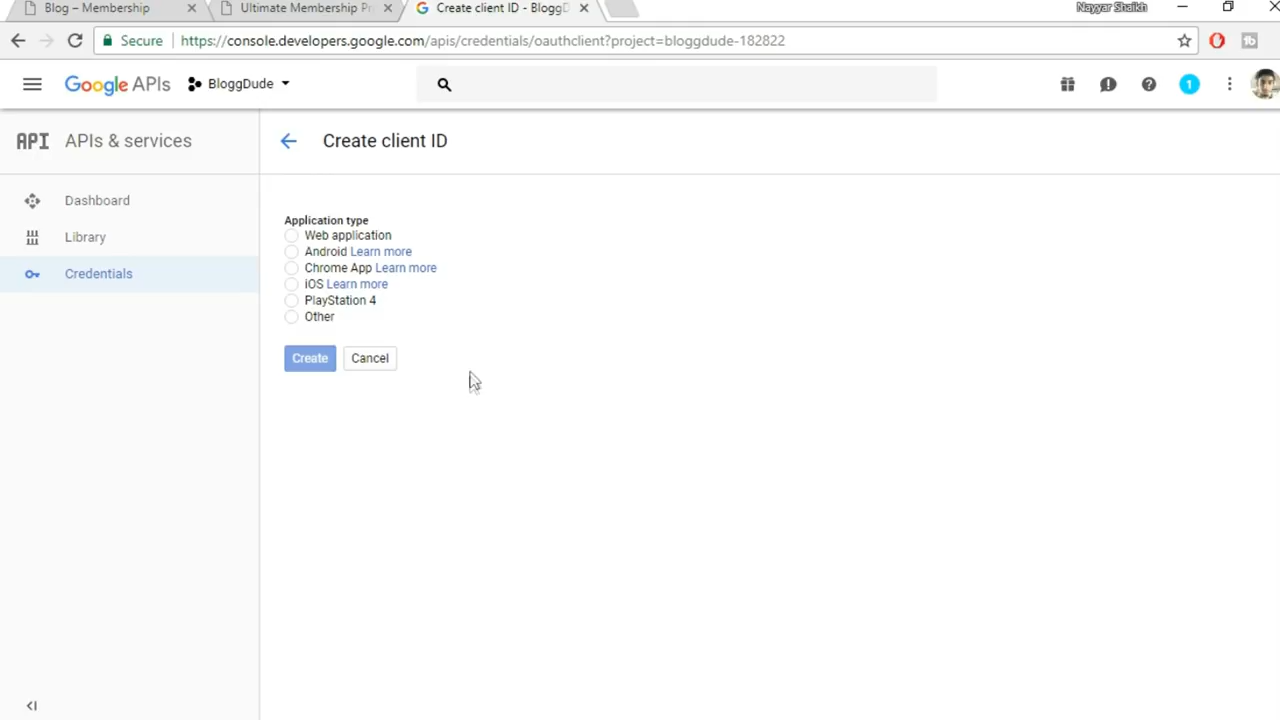 Blog – Membership
Ultimate Membership Pr
Create client ID - BloggD
Nayyar Shaikh
Secure
https://console.developers.google.com/apis/credentials/oauthclient?project=bloggdude-182822
Google APIs
BloggDude
1
API APIs & services
Create client ID
Dashboard
Library
Credentials
Application type
Web application
Android Learn more
Chrome App Learn more
iOS Learn more
PlayStation 4
Other
Create
Cancel